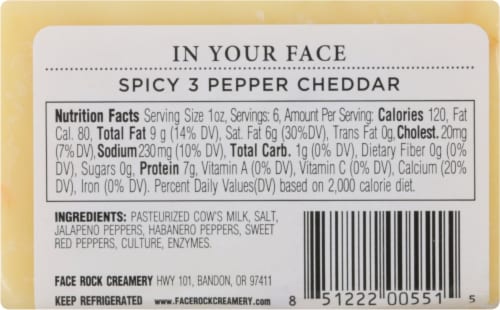 IN YOUR FACE
SPICY 3 PEPPER CHEDDAR
Nutrition Facts Serving Size 1oz, Servings: 6, Amount Per Serving: Calories 120, Fat
Cal. 80, Total Fat 9 g (14% DV), Sat. Fat 6g (30%DV), Trans Fat 0g, Cholest. 20mg
(7% DV), Sodium 230 mg (10% DV), Total Carb. 1g (0% DV), Dietary Fiber 0g (0%
DV), Sugars 0g, Protein 7g, Vitamin A (0% DV), Vitamin C (0% DV), Calcium (20%
DV), Iron (0% DV). Percent Daily Values(DV) based on 2,000 calorie diet.
INGREDIENTS: PASTEURIZED COW'S MILK, SALT,
JALAPENO PEPPERS, HABANERO PEPPERS, SWEET
RED PEPPERS, CULTURE, ENZYMES.
FACE ROCK CREAMERY HWY 101, BANDON, OR 97411
KEEP REFRIGERATED www.FACEROCKCREAMERY.com
8 51222 00551 5